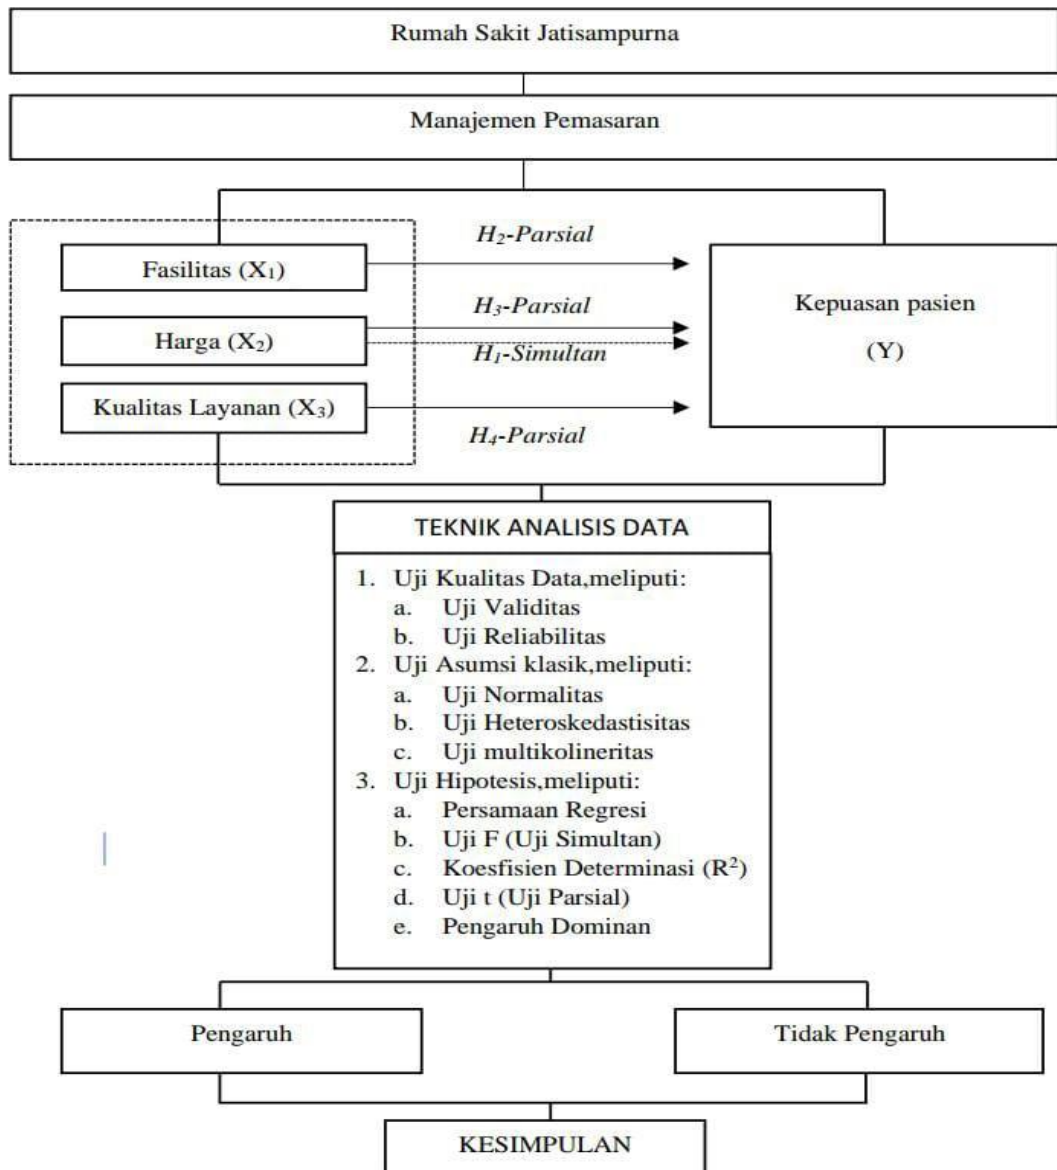 Rumah Sakit Jatisampurna
Manajemen Pemasaran
H₂-Parsial
Fasilitas (X₁)
H₃-Parsial
Harga (X₂)
H₁-Simultan
Kualitas Layanan (X₃)
H₄-Parsial
Kepuasan pasien
(Y)
TEKNIK ANALISIS DATA
1. Uji Kualitas Data,meliputi:
a. Uji Validitas
b. Uji Reliabilitas
2. Uji Asumsi klasik,meliputi:
a. Uji Normalitas
b. Uji Heteroskedastisitas
c. Uji multikolineritas
3. Uji Hipotesis,meliputi:
a. Persamaan Regresi
b. Uji F (Uji Simultan)
c. Koesfisien Determinasi (R²)
d. Uji t (Uji Parsial)
e. Pengaruh Dominan
Pengaruh
Tidak Pengaruh
KESIMPULAN